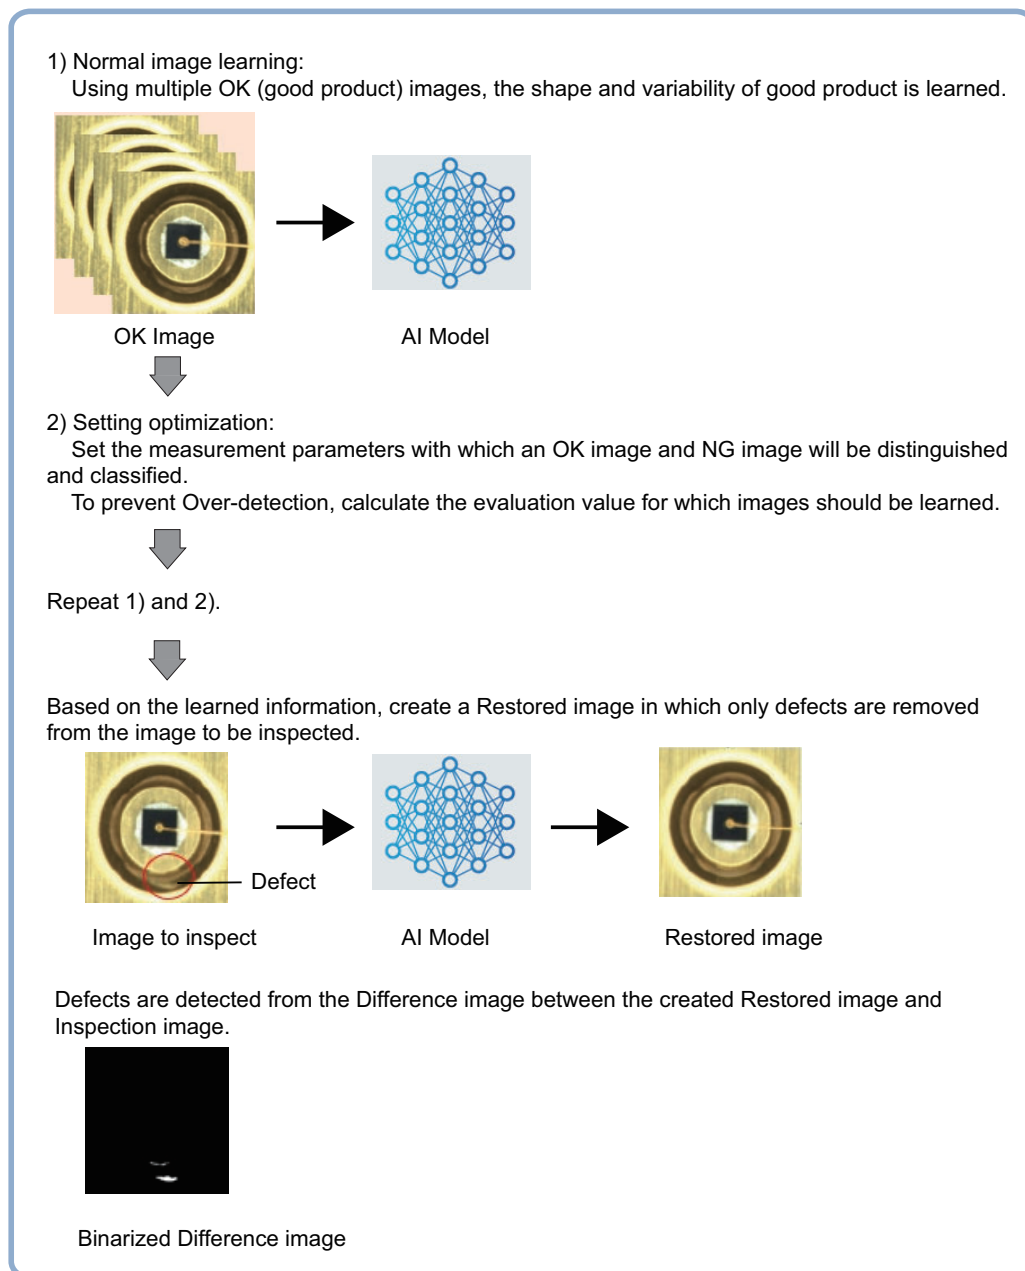 1) Normal image learning:
Using multiple OK (good product) images, the shape and variability of good product is learned.
OK Image
AI Model
2) Setting optimization:
Set the measurement parameters with which an OK image and NG image will be distinguished
and classified.
To prevent Over-detection, calculate the evaluation value for which images should be learned.
Repeat 1) and 2).
Based on the learned information, create a Restored image in which only defects are removed
from the image to be inspected.
Defect
Image to inspect
AI Model
Restored image
Defects are detected from the Difference image between the created Restored image and
Inspection image.
Binarized Difference image